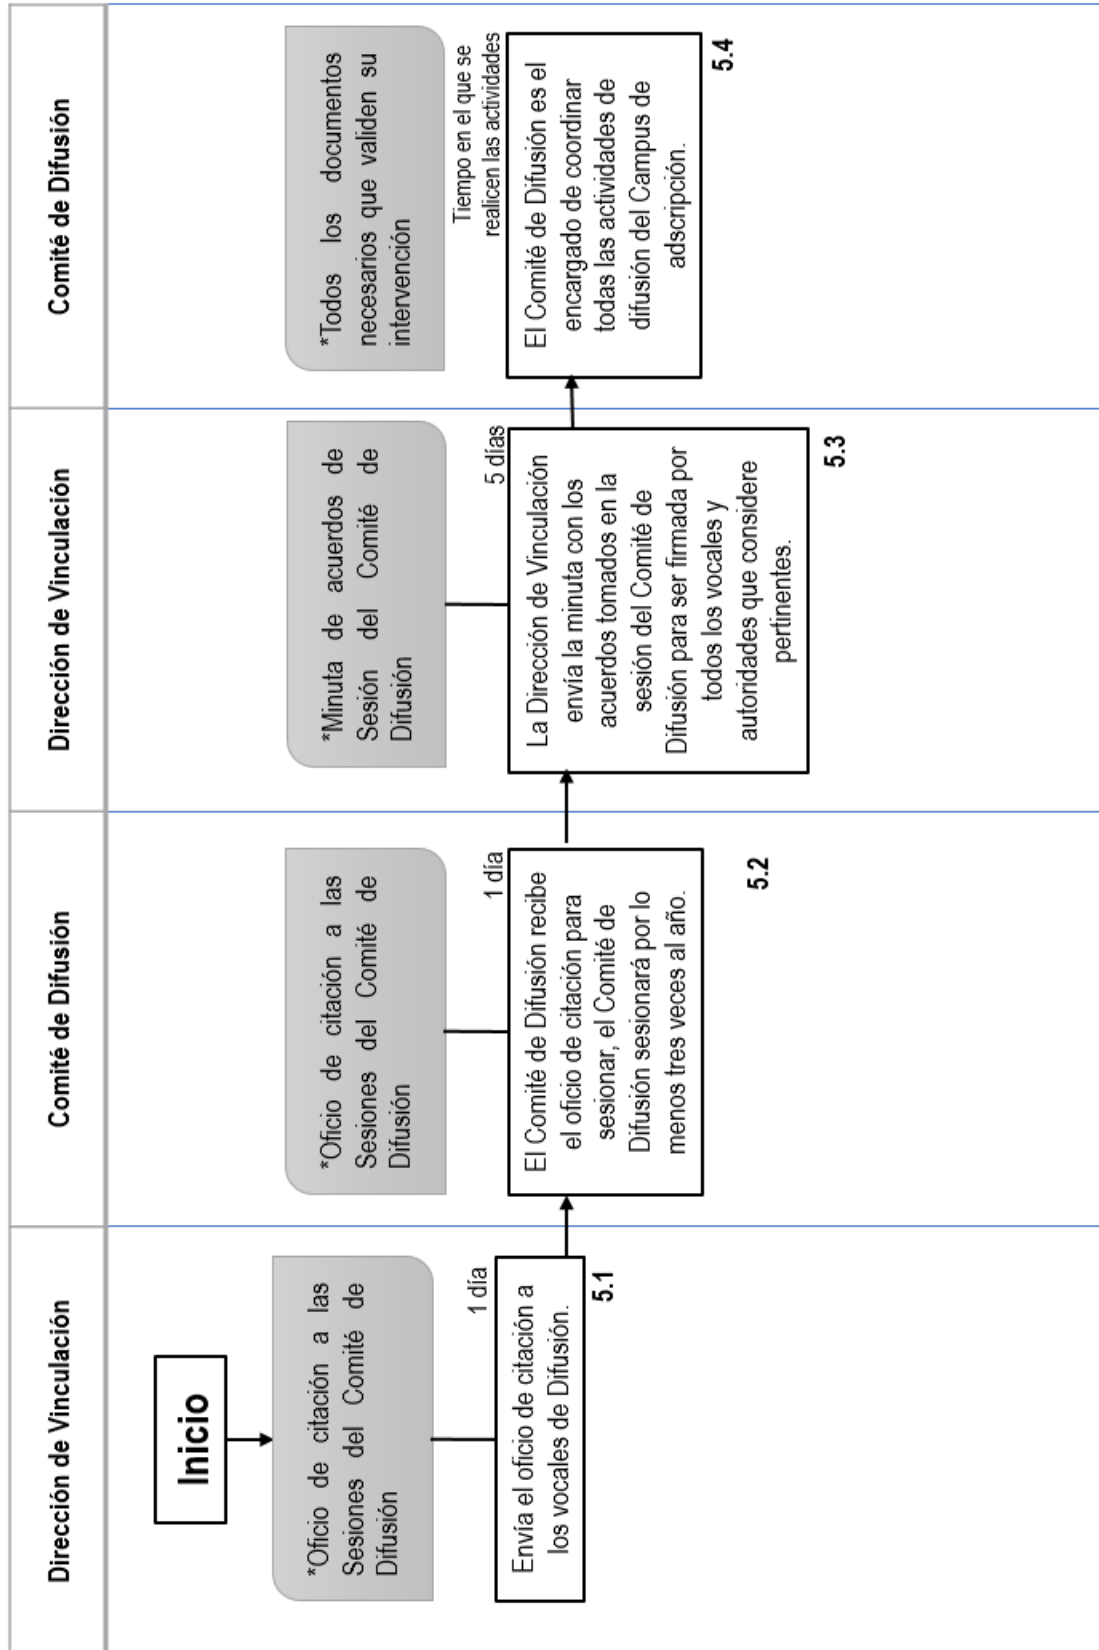 Dirección de Vinculación
Comité de Difusión
Dirección de Vinculación
Comité de Difusión
Inicio
*Oficio de citación a las
Sesiones del Comité de
Difusión
1 día
Envía el oficio de citación a
los vocales de Difusión.
5.1
*Oficio de citación a las
Sesiones del Comité de
Difusión
1 día
El Comité de Difusión recibe
el oficio de citación para
sesionar, el Comité de
Difusión sesionará por lo
menos tres veces al año.
5.2
*Minuta de acuerdos de
Sesión del Comité de
Difusión
5 días
La Dirección de Vinculación
envía la minuta con los
acuerdos tomados en la
sesión del Comité de
Difusión para ser firmada por
todos los vocales y
autoridades que considere
pertinentes.
5.3
*Todos los documentos
necesarios que validen su
intervención
Tiempo en el que se
realicen las actividades
El Comité de Difusión es el
encargado de coordinar
todas las actividades de
difusión del Campus de
adscripción.
5.4